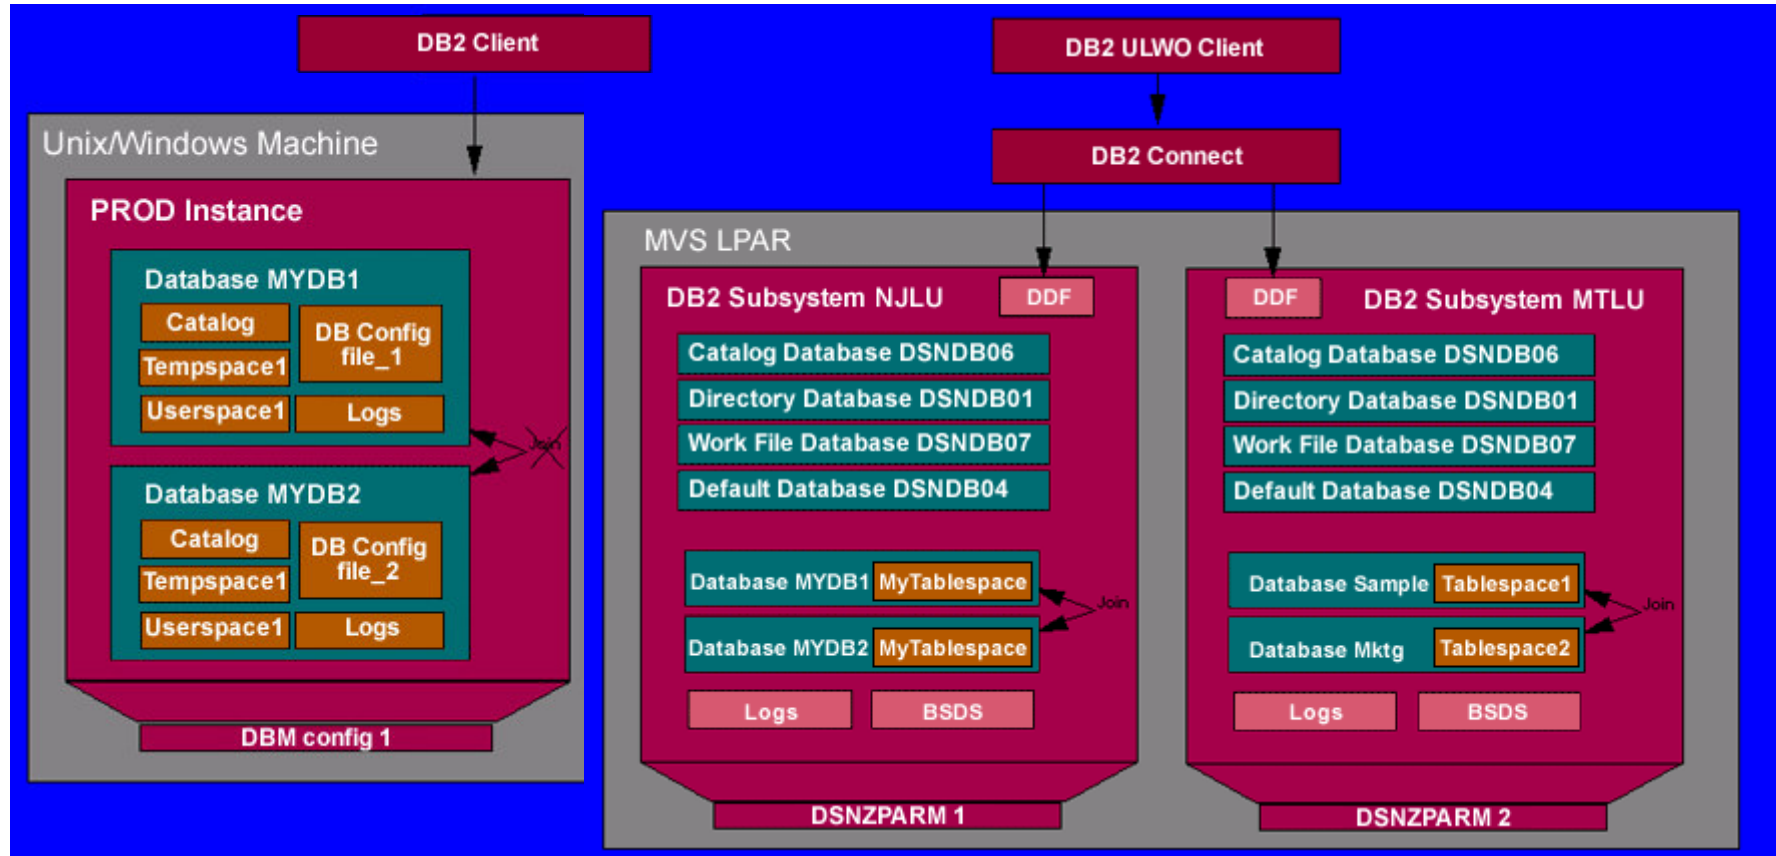 DB2 Client
Unix/Windows Machine
PROD Instance
Database MYDB1
Catalog
DB Config
file_1
Tempspace1
Userspace1
Logs
Join
Database MYDB2
Catalog
DB Config
file_2
Tempspace1
Userspace1
Logs
DBM config 1
DB2 ULWO Client
DB2 Connect
MVS LPAR
DB2 Subsystem NJLU
DDF
Catalog Database DSNDB06
Directory Database DSNDB01
Work File Database DSNDB07
Default Database DSNDB04
Database MYDB1
MyTablespace
Join
Database MYDB2
MyTablespace
Logs
BSDS
DSNZPARM 1
DDF
DB2 Subsystem MTLU
Catalog Database DSNDB06
Directory Database DSNDB01
Work File Database DSNDB07
Default Database DSNDB04
Database Sample
Tablespace1
Join
Database Mktg
Tablespace2
Logs
BSDS
DSNZPARM 2